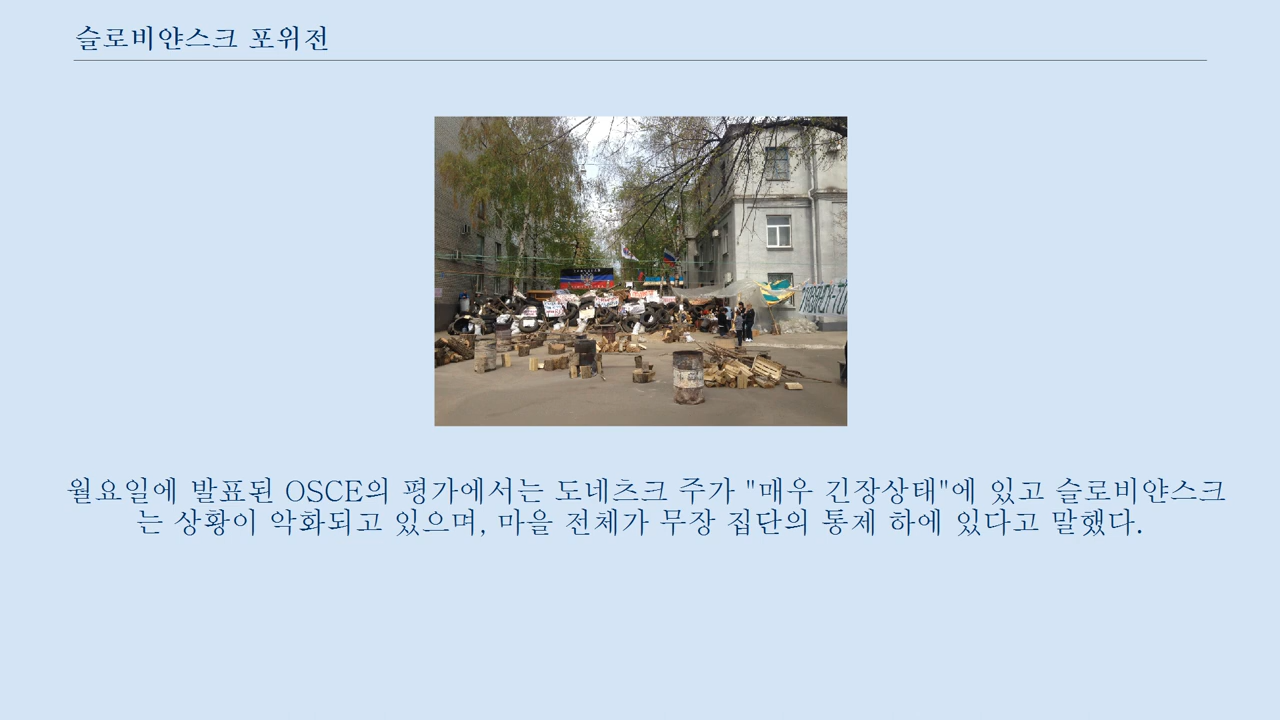 슬로비얀스크 포위전
월요일에 발표된 OSCE의 평가에서는 도네츠크 주가 "매우 긴장상태"에 있고 슬로비얀스크
는 상황이 악화되고 있으며, 마을 전체가 무장 집단의 통제 하에 있다고 말했다.